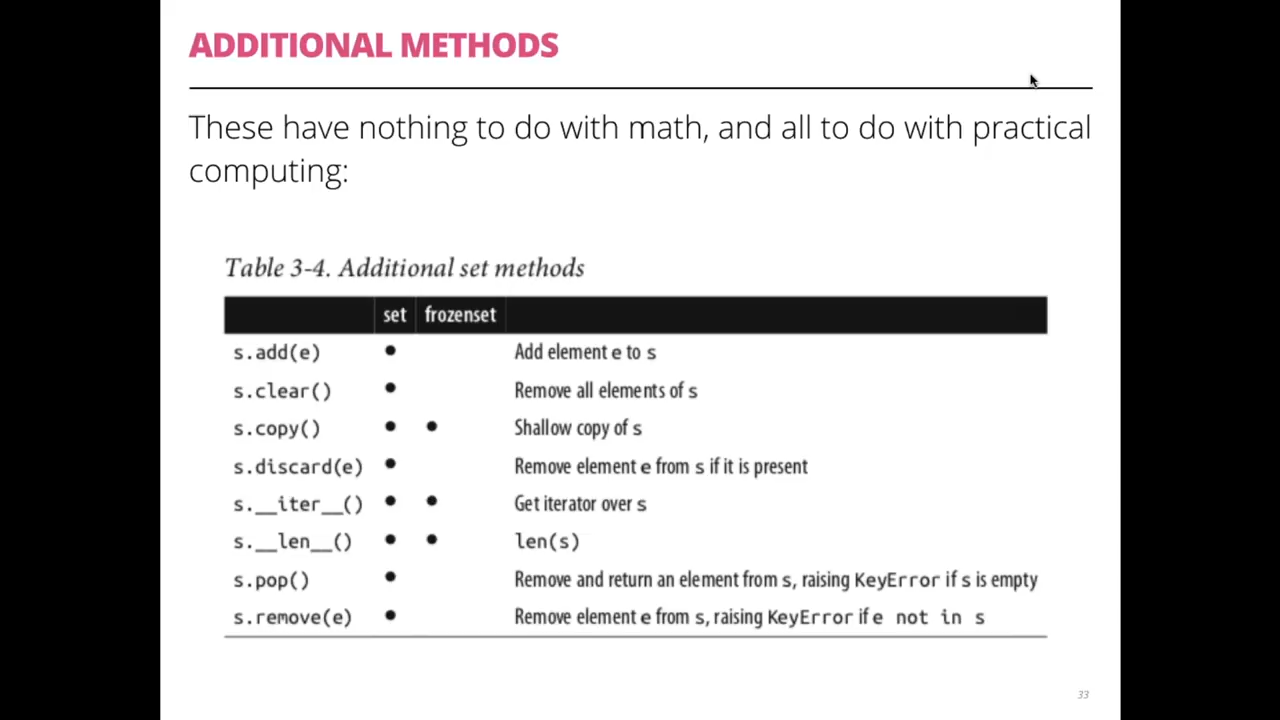 ADDITIONAL METHODS
These have nothing to do with math, and all to do with practical
computing:
Table 3-4. Additional set methods
set frozenset
s.add(e) ● Add element e to s
s.clear() ● Remove all elements of s
s.copy() ● ● Shallow copy of s
s.discard(e) ● Remove element e from s if it is present
s.__iter__() ● ● Get iterator over s
s.__len__() ● ● len(s)
s.pop() ● Remove and return an element from s, raising KeyError if s is empty
s.remove(e) ● Remove element e from s, raising KeyError if e not in s
33